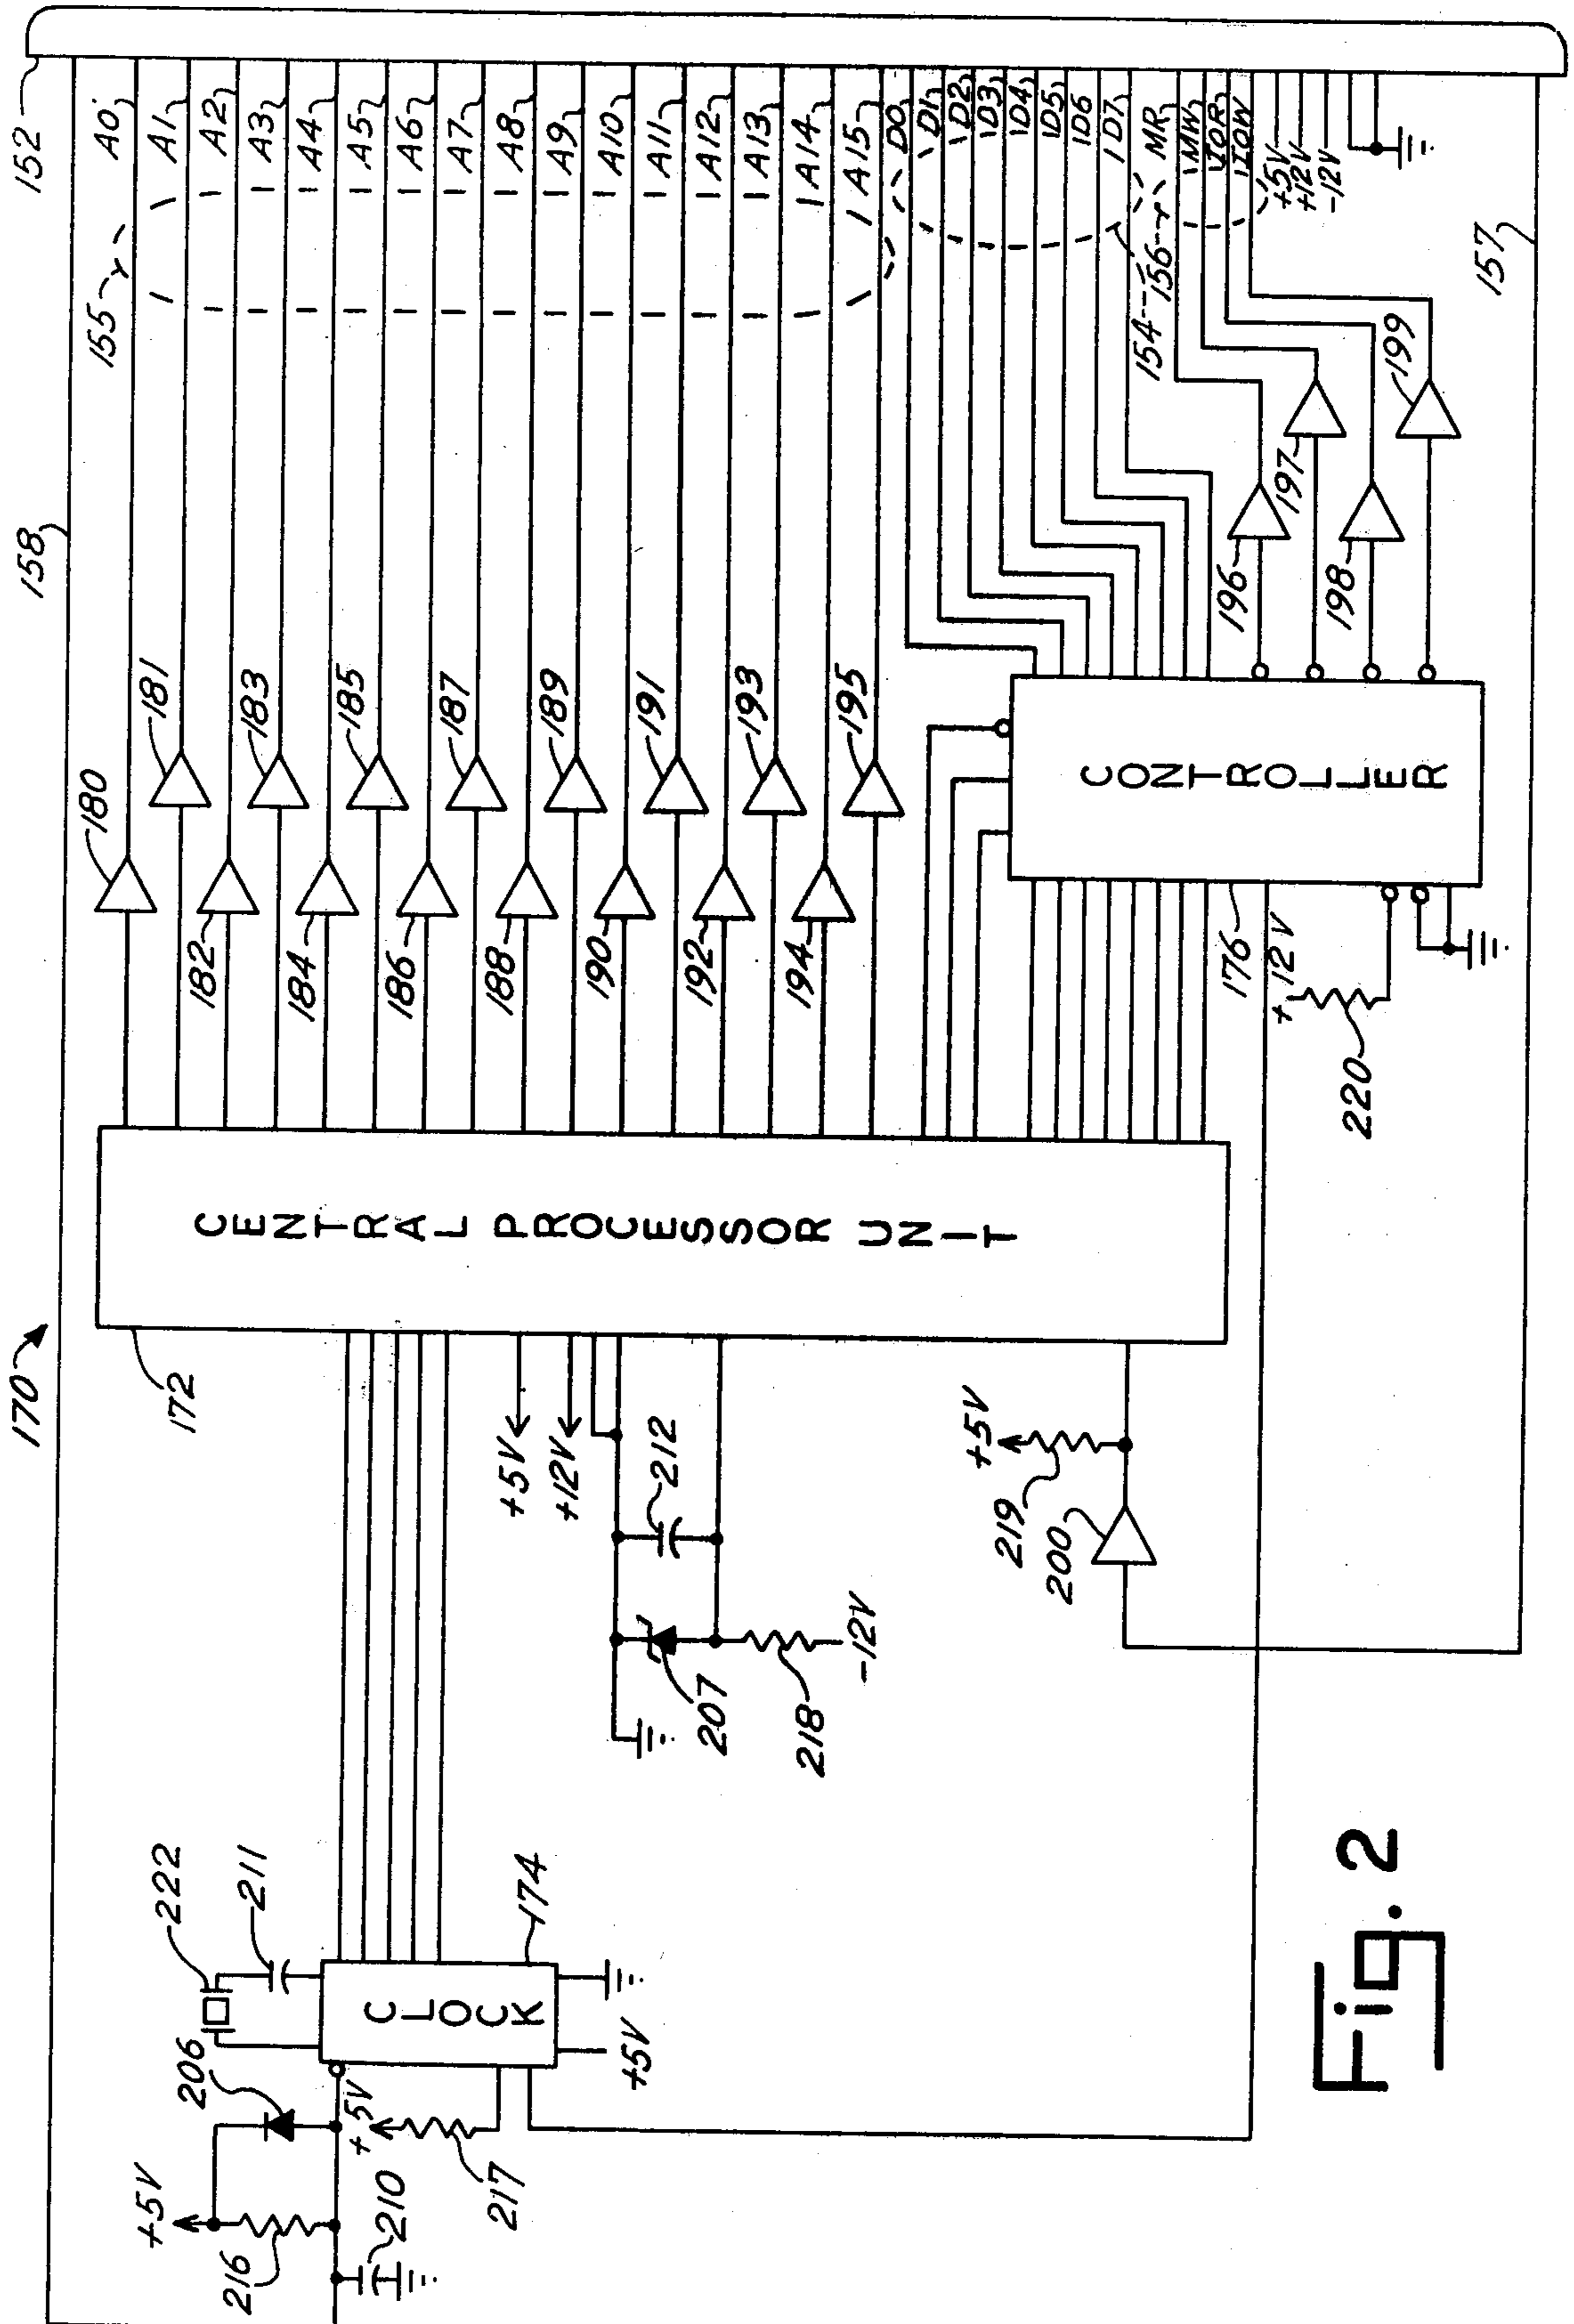 170
158
152
155
A0
A1
A2
A3
A4
A5
A6
A7
A8
A9
A10
A11
A12
A13
A14
A15
D0
D1
D2
D3
D4
D5
D6
D7
MR
MW
IOR
IOW
+5V
+12V
-12V
154
156
157
180
181
182
183
184
185
186
187
188
189
190
191
192
193
194
195
196
197
198
199
CENTRAL PROCESSOR UNIT
172
CONTROLLER
176
+12V
220
+5V
+12V
212
207
218
-12V
+5V
219
200
222
211
CLOCK
174
206
+5V
+5V
217
+5V
216
210
Fig. 2